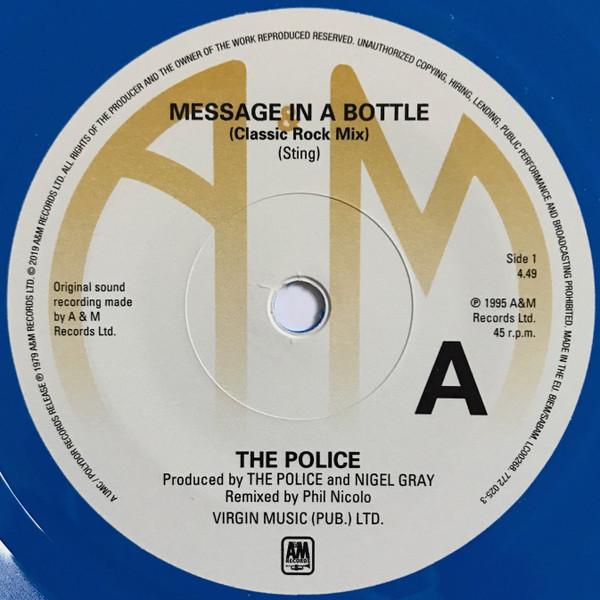 A UMC / POLYDOR RECORDS RELEASE ℗ 1979 A&M RECORDS LTD. © 2019 A&M RECORDS LTD. ALL RIGHTS OF THE PRODUCER AND THE OWNER OF THE WORK REPRODUCED RESERVED. UNAUTHORIZED COPYING, HIRING, LENDING, PUBLIC PERFORMANCE AND BROADCASTING PROHIBITED. MADE IN THE EU. BIEM/SABAM. LC00268. 772 025-3
A&M
MESSAGE IN A BOTTLE
(Classic Rock Mix)
(Sting)
Side 1
4.49
Original sound
recording made
by A & M
Records Ltd.
℗ 1995 A&M
Records Ltd.
45 r.p.m.
A
THE POLICE
Produced by THE POLICE and NIGEL GRAY
Remixed by Phil Nicolo
VIRGIN MUSIC (PUB.) LTD.
A&M
RECORDS